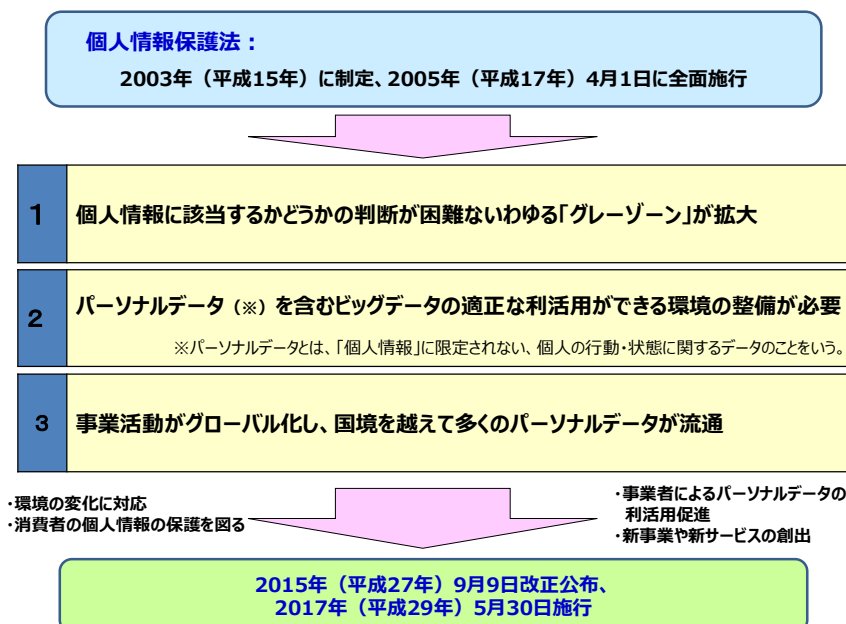 個人情報保護法：
2003年（平成15年）に制定、2005年（平成17年）4月1日に全面施行
1
個人情報に該当するかどうかの判断が困難ないわゆる「グレーゾーン」が拡大
2
パーソナルデータ（※）を含むビッグデータの適正な利活用ができる環境の整備が必要
※パーソナルデータとは、「個人情報」に限定されない、個人の行動・状態に関するデータのことをいう。
3
事業活動がグローバル化し、国境を越えて多くのパーソナルデータが流通
・環境の変化に対応
・消費者の個人情報の保護を図る
・事業者によるパーソナルデータの
利活用促進
・新事業や新サービスの創出
2015年（平成27年）9月9日改正公布、
2017年（平成29年）5月30日施行